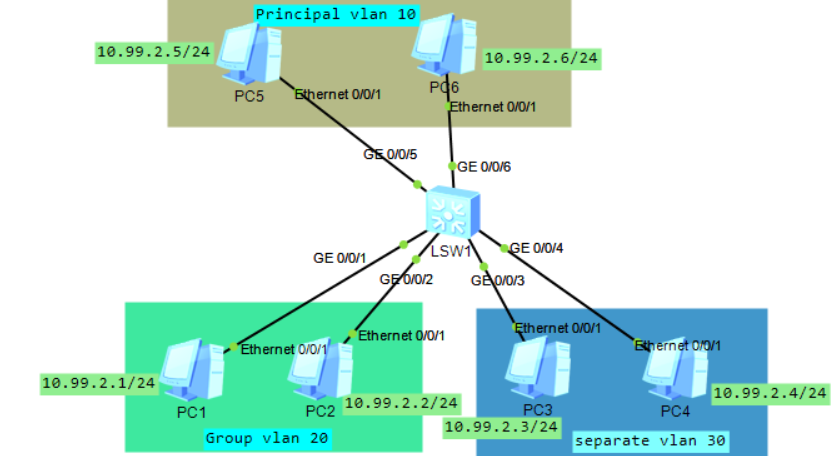 Principal vlan 10
10.99.2.5/24
PC5
PC6
10.99.2.6/24
Ethernet 0/0/1
Ethernet 0/0/1
GE 0/0/5
GE 0/0/6
LSW1
GE 0/0/1
GE 0/0/2
GE 0/0/3
GE 0/0/4
Ethernet 0/0/1
Ethernet 0/0/1
Ethernet 0/0/1
Ethernet 0/0/1
10.99.2.1/24
PC1
PC2
10.99.2.2/24
PC3
10.99.2.3/24
PC4
10.99.2.4/24
Group vlan 20
separate vlan 30